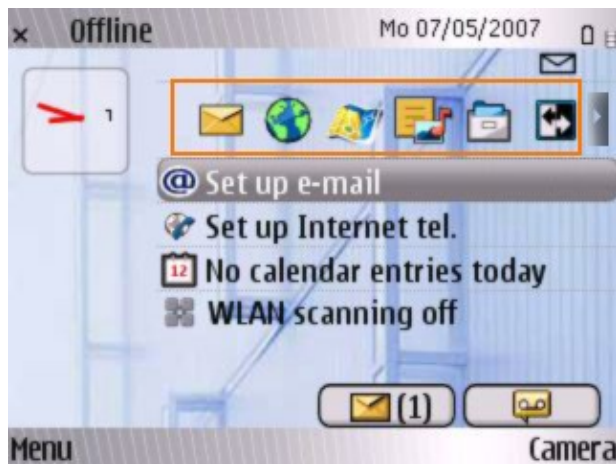 Offline
Mo 07/05/2007
Set up e-mail
Set up Internet tel.
12 No calendar entries today
WLAN scanning off
(1)
Menu
Camera